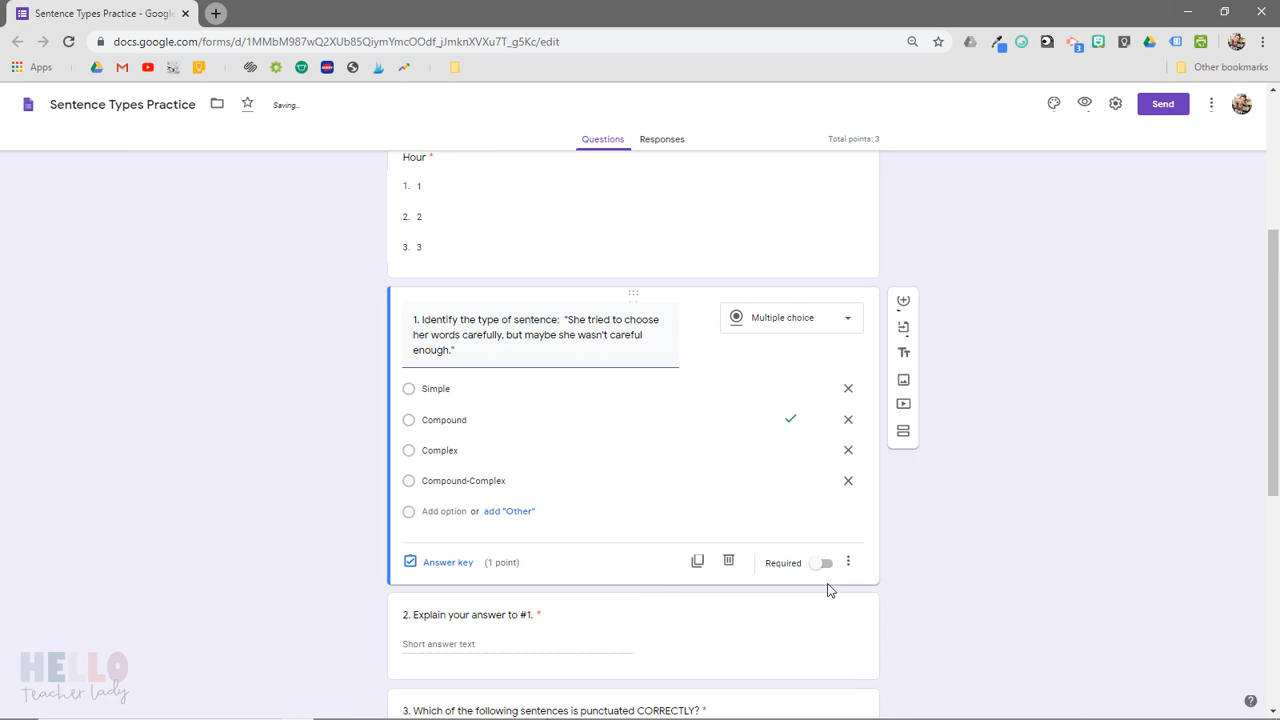 Sentence Types Practice - Google
docs.google.com/forms/d/1MMbM987wQ2XUb85QiymYmcOOdf_jJmknXVXu7T_g5Kc/edit
Apps
3
Other bookmarks
Sentence Types Practice
Saving...
Send
Questions
Responses
Total points: 3
Hour *
1. 1
2. 2
3. 3
1. Identify the type of sentence: "She tried to choose
her words carefully, but maybe she wasn't careful
enough."
Multiple choice
Simple
Compound
Complex
Compound-Complex
Add option or add "Other"
Answer key (1 point)
Required
2. Explain your answer to #1. *
Short answer text
3. Which of the following sentences is punctuated CORRECTLY? *
HELLO
teacher lady